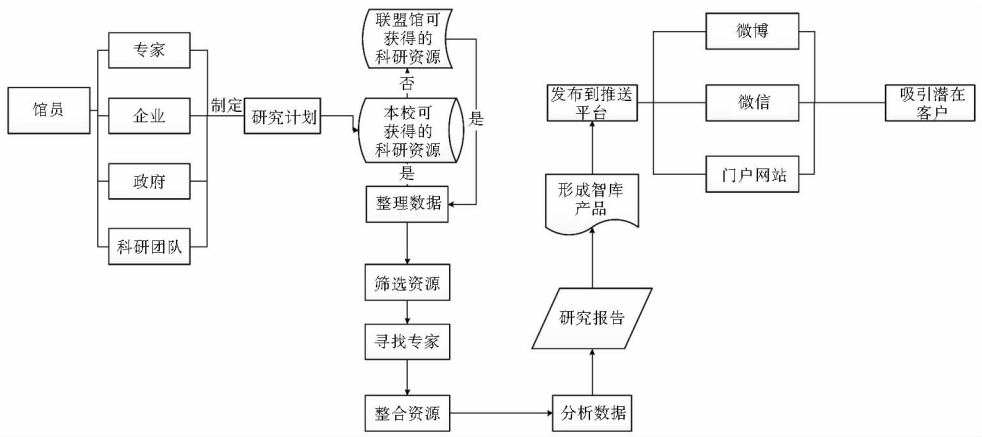 馆员
专家
企业
政府
科研团队
制定
研究计划
联盟馆可
获得的
科研资源
否
本校可
获得的
科研资源
是
是
整理数据
筛选资源
寻找专家
整合资源
分析数据
研究报告
形成智库
产品
发布到推送
平台
微博
微信
门户网站
吸引潜在
客户